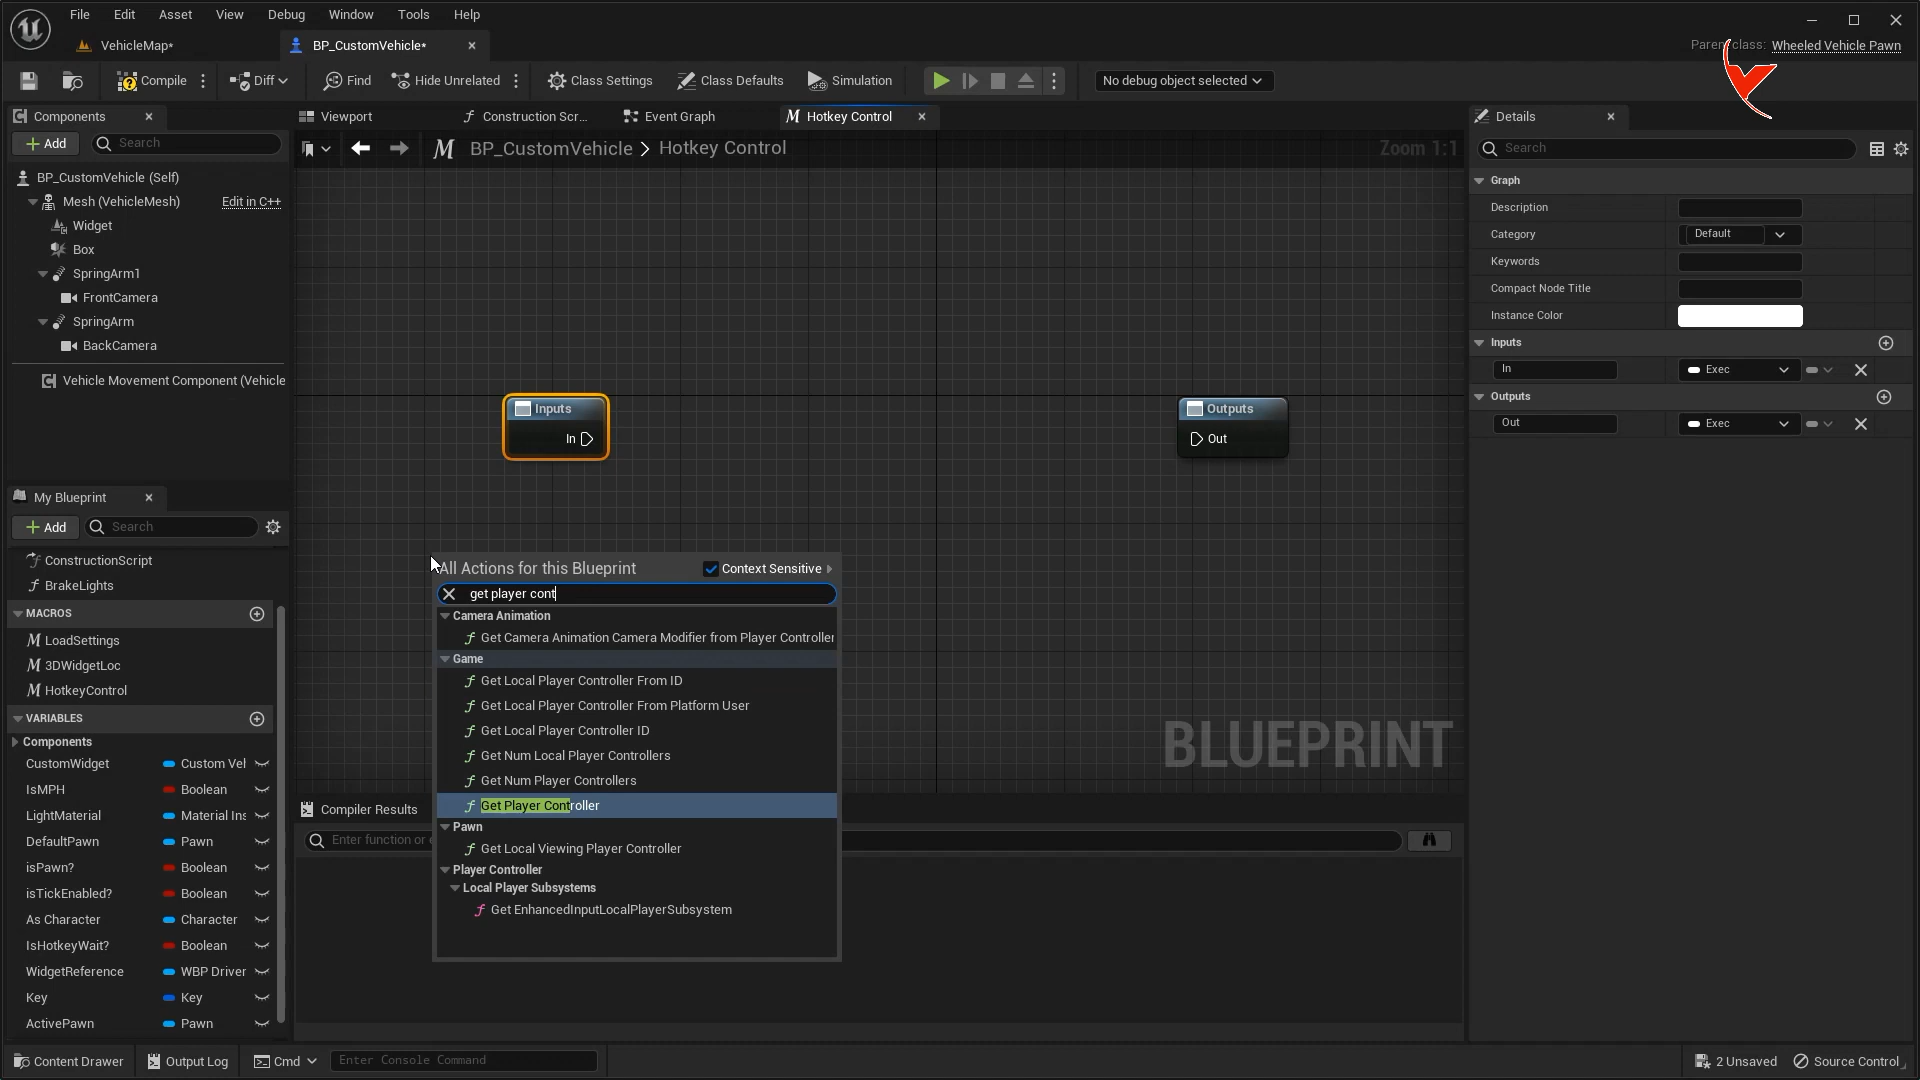 File Edit Asset View Debug Window Tools Help
VehicleMap* BP_CustomVehicle*
Paren class: Wheeled Vehicle Pawn
Compile Diff Find Hide Unrelated Class Settings Class Defaults Simulation No debug object selected
Components Viewport Construction Scr... Event Graph Hotkey Control Details
Add Search BP_CustomVehicle > Hotkey Control Zoom 1:1 Search
BP_CustomVehicle (Self)
Mesh (VehicleMesh) Edit in C++
Widget
Box
SpringArm1
FrontCamera
SpringArm
BackCamera
Vehicle Movement Component (Vehicle
Graph
Description
Category Default
Keywords
Compact Node Title
Instance Color
Inputs
In Exec
Outputs
Out Exec
Inputs
In
Outputs
Out
My Blueprint
Add Search
ConstructionScript
BrakeLights
MACROS
LoadSettings
3DWidgetLoc
HotkeyControl
VARIABLES
Components
CustomWidget Custom Vel
IsMPH Boolean
LightMaterial Material Ins
DefaultPawn Pawn
isPawn? Boolean
isTickEnabled? Boolean
As Character Character
IsHotkeyWait? Boolean
WidgetReference WBP Driver
Key Key
ActivePawn Pawn
All Actions for this Blueprint Context Sensitive
get player cont
Camera Animation
Get Camera Animation Camera Modifier from Player Controller
Game
Get Local Player Controller From ID
Get Local Player Controller From Platform User
Get Local Player Controller ID
Get Num Local Player Controllers
Get Num Player Controllers
Get Player Controller
Pawn
Get Local Viewing Player Controller
Player Controller
Local Player Subsystems
Get EnhancedInputLocalPlayerSubsystem
BLUEPRINT
Compiler Results
Enter function or e
Content Drawer Output Log Cmd Enter Console Command 2 Unsaved Source Control